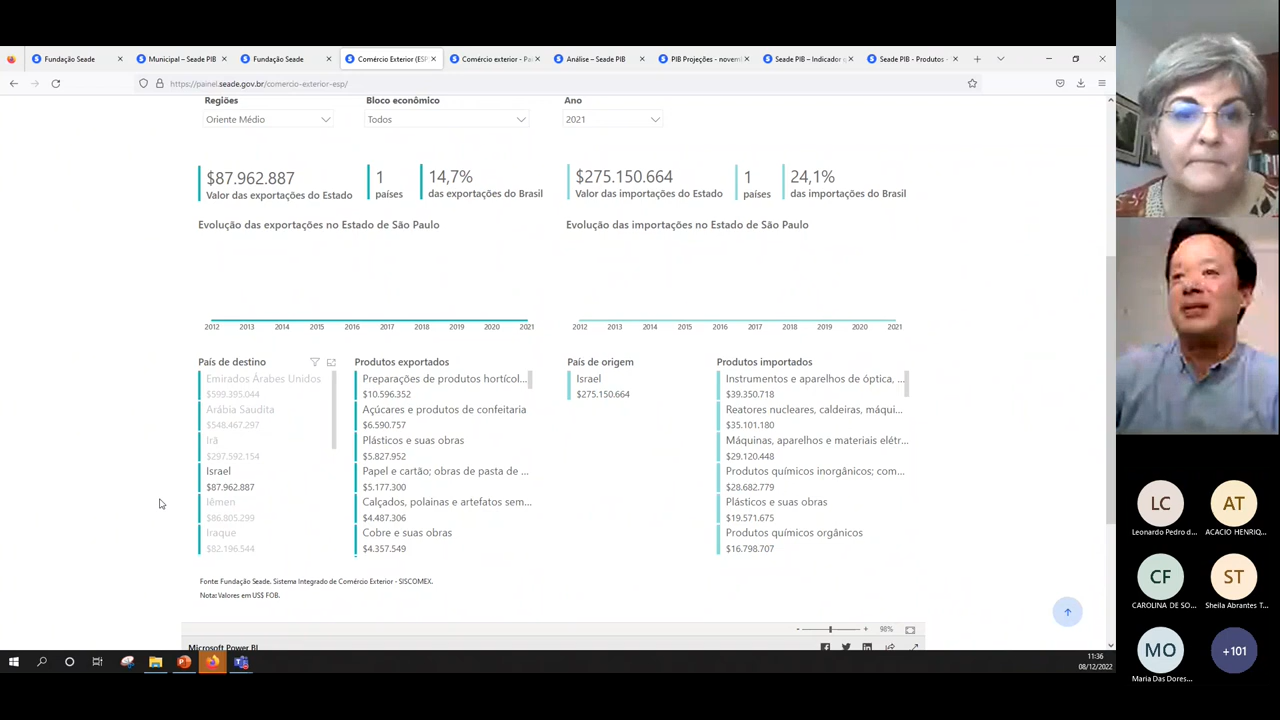 Fundação Seade
Municipal – Seade PIB
Fundação Seade
Comércio Exterior (ESP
Comércio exterior - Pai
Análise – Seade PIB
PIB Projeções - novemb
Seade PIB – Indicador q
Seade PIB - Produtos -
https://painel.seade.gov.br/comercio-exterior-esp/
Regiões
Bloco econômico
Ano
Oriente Médio
Todos
2021
$87.962.887
Valor das exportações do Estado
1
países
14,7%
das exportações do Brasil
$275.150.664
Valor das importações do Estado
1
países
24,1%
das importações do Brasil
Evolução das exportações no Estado de São Paulo
Evolução das importações no Estado de São Paulo
2012 2013 2014 2015 2016 2017 2018 2019 2020 2021
2012 2013 2014 2015 2016 2017 2018 2019 2020 2021
País de destino
Emirados Árabes Unidos
$599.395.044
Arábia Saudita
$548.467.297
Irã
$297.592.154
Israel
$87.962.887
Iêmen
$86.805.299
Iraque
$82.196.544
Produtos exportados
Preparações de produtos hortícol...
$10.596.352
Açúcares e produtos de confeitaria
$6.590.757
Plásticos e suas obras
$5.827.952
Papel e cartão; obras de pasta de ...
$5.177.300
Calçados, polainas e artefatos sem...
$4.487.306
Cobre e suas obras
$4.357.549
País de origem
Israel
$275.150.664
Produtos importados
Instrumentos e aparelhos de óptica, ...
$39.350.718
Reatores nucleares, caldeiras, máqui...
$35.101.180
Máquinas, aparelhos e materiais elétr...
$29.120.448
Produtos químicos inorgânicos; com...
$28.682.779
Plásticos e suas obras
$19.571.675
Produtos químicos orgânicos
$16.798.707
Fonte: Fundação Seade. Sistema Integrado de Comércio Exterior - SISCOMEX.
Nota: Valores em US$ FOB.
- + 98%
Microsoft Power BI
11:36
08/12/2022
LC
Leonardo Pedro d...
AT
ACACIO HENRIQ...
CF
CAROLINA DE SO...
ST
Sheila Abrantes T...
MO
Maria Das Dores...
+101